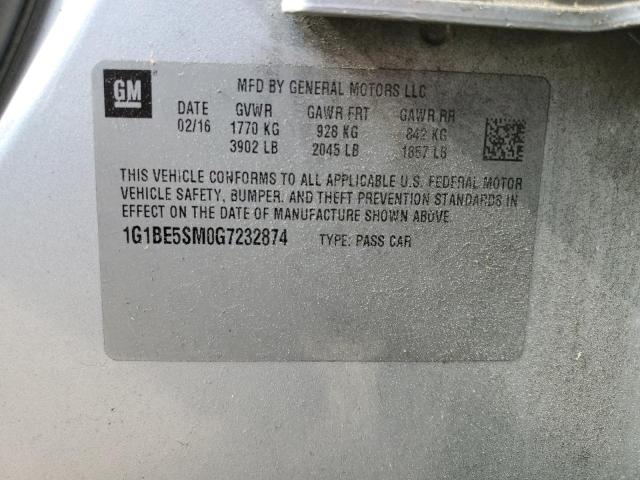 GM
MFD BY GENERAL MOTORS LLC
DATE GVWR GAWR FRT GAWR RR
02/16 1770 KG 928 KG 842 KG
3902 LB 2045 LB 1857 LB
THIS VEHICLE CONFORMS TO ALL APPLICABLE U.S. FEDERAL MOTOR
VEHICLE SAFETY, BUMPER, AND THEFT PREVENTION STANDARDS IN
EFFECT ON THE DATE OF MANUFACTURE SHOWN ABOVE.
1G1BE5SM0G7232874 TYPE: PASS CAR